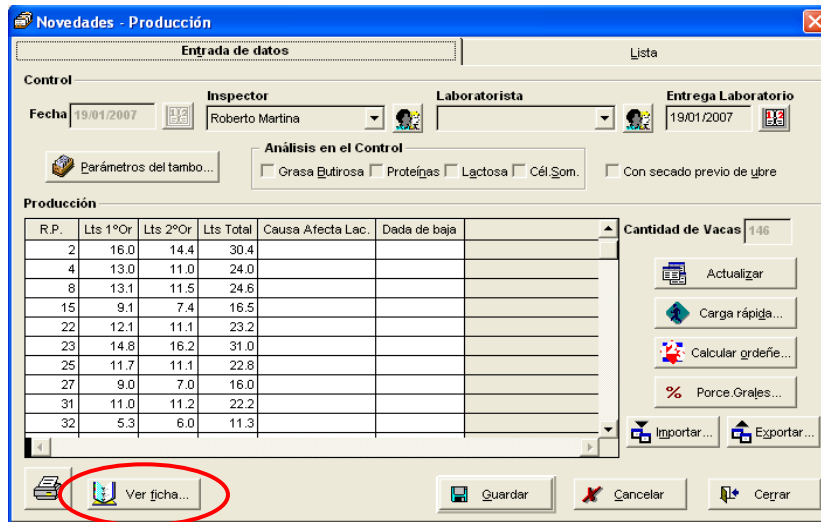 Novedades - Producción
Entrada de datos Lista
Control
Inspector Laboratorista Entrega Laboratorio
Fecha 19/01/2007 Roberto Martina 19/01/2007
Análisis en el Control
Parámetros del tambo... Grasa Butirosa Proteínas Lactosa Cél.Som. Con secado previo de ubre
Producción
R.P. Lts 1ºOr Lts 2ºOr Lts Total Causa Afecta Lac. Dada de baja Cantidad de Vacas 146
2 16.0 14.4 30.4
4 13.0 11.0 24.0 Actualizar
8 13.1 11.5 24.6
15 9.1 7.4 16.5 Carga rápida...
22 12.1 11.1 23.2
23 14.8 16.2 31.0 Calcular ordeñe...
25 11.7 11.1 22.8
27 9.0 7.0 16.0 % Porce.Grales...
31 11.0 11.2 22.2
32 5.3 6.0 11.3 Importar... Exportar...
Ver ficha... Guardar Cancelar Cerrar